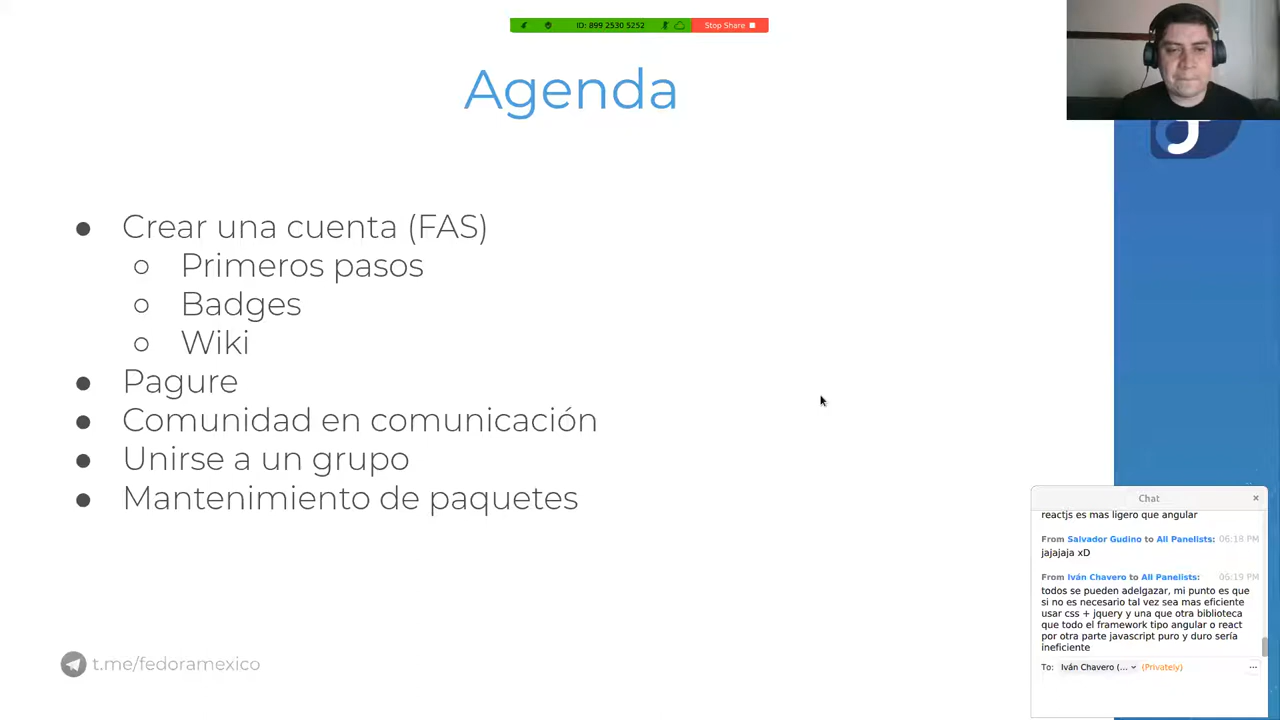 ID: 899 2530 5252
Stop Share
Agenda
● Crear una cuenta (FAS)
○ Primeros pasos
○ Badges
○ Wiki
● Pagure
● Comunidad en comunicación
● Unirse a un grupo
● Mantenimiento de paquetes
t.me/fedoramexico
Chat
reactjs es mas ligero que angular
From Salvador Gudino to All Panelists: 06:18 PM
jajajaja xD
From Iván Chavero to All Panelists: 06:19 PM
todos se pueden adelgazar, mi punto es que
si no es necesario tal vez sea mas eficiente
usar css + jquery y una que otra biblioteca
que todo el framework tipo angular o react
por otra parte javascript puro y duro sería
ineficiente
To: Iván Chavero (... (Privately)